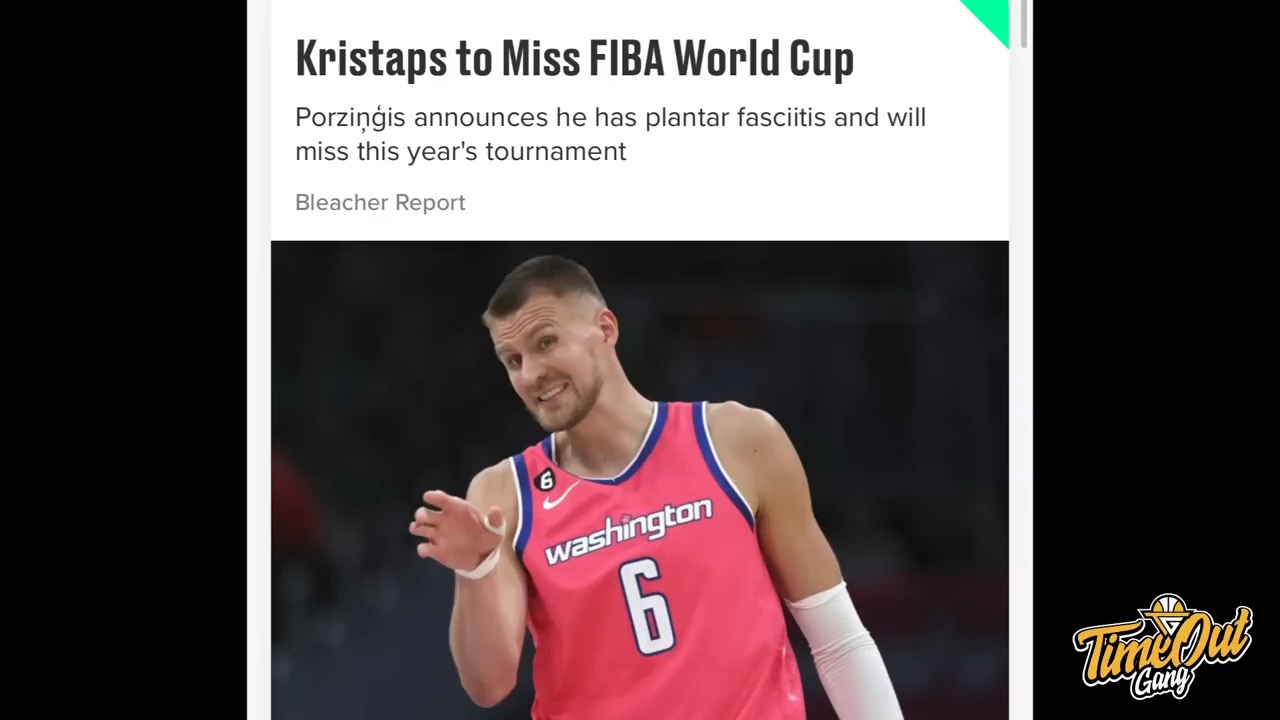 Kristaps to Miss FIBA World Cup
Porziņģis announces he has plantar fasciitis and will
miss this year's tournament
Bleacher Report
6
washington
6
TimeOut
Gang